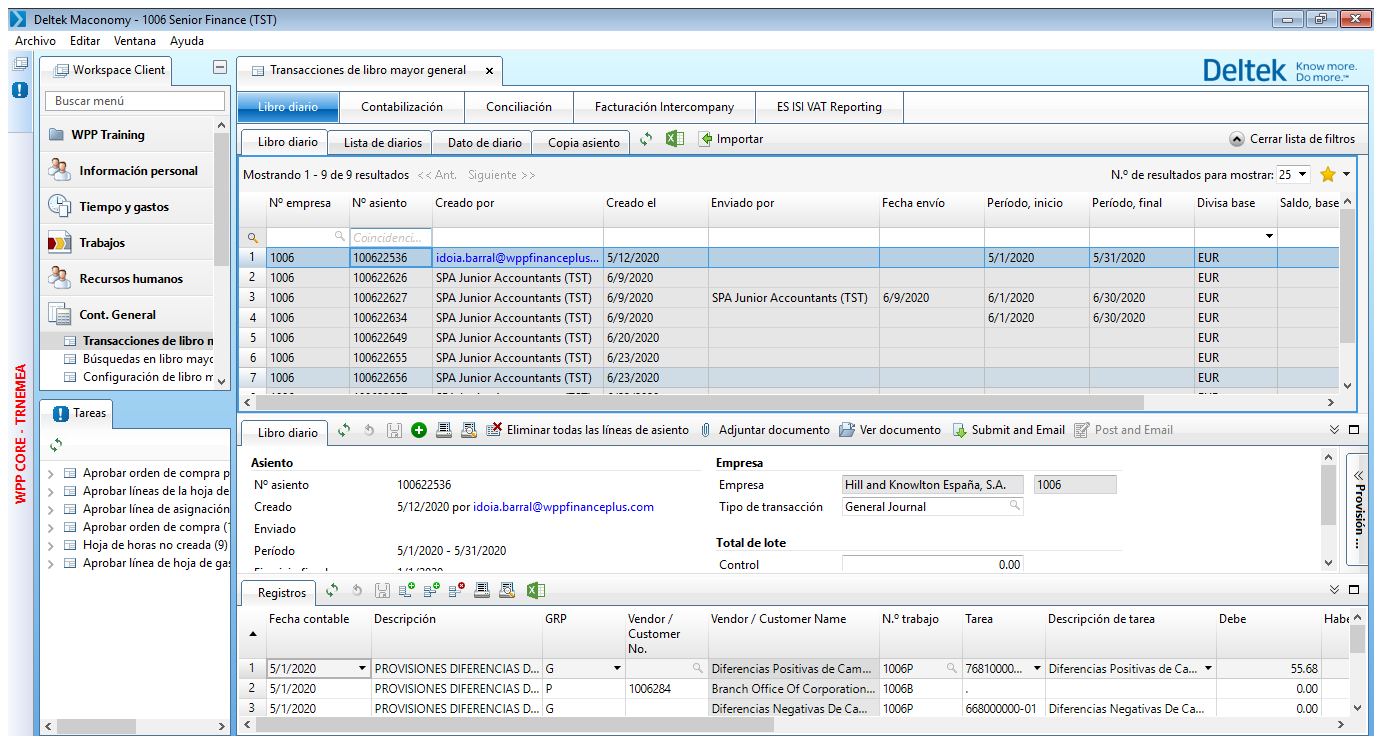 Deltek Maconomy - 1006 Senior Finance (TST)
Archivo Editar Ventana Ayuda
Workspace Client
Buscar menú
WPP Training
Información personal
Tiempo y gastos
Trabajos
Recursos humanos
Cont. General
Transacciones de libro n
Búsquedas en libro mayo
Configuración de libro m
WPP CORE - TRNEMEA
Tareas
Aprobar orden de compra p
Aprobar líneas de la hoja de
Aprobar línea de asignación
Aprobar orden de compra (
Hoja de horas no creada (9)
Aprobar línea de hoja de gas
Transacciones de libro mayor general
Deltek Know more. Do more.™
Libro diario Contabilización Conciliación Facturación Intercompany ES ISI VAT Reporting
Libro diario Lista de diarios Dato de diario Copia asiento Importar Cerrar lista de filtros
Mostrando 1 - 9 de 9 resultados << Ant. Siguiente >> N.º de resultados para mostrar: 25
Nº empresa Nº asiento Creado por Creado el Enviado por Fecha envío Período, inicio Período, final Divisa base Saldo, base
Coincidenci...
1 1006 100622536 idoia.barral@wppfinanceplus... 5/12/2020 5/1/2020 5/31/2020 EUR
2 1006 100622626 SPA Junior Accountants (TST) 6/9/2020 EUR
3 1006 100622627 SPA Junior Accountants (TST) 6/9/2020 SPA Junior Accountants (TST) 6/9/2020 6/1/2020 6/30/2020 EUR
4 1006 100622634 SPA Junior Accountants (TST) 6/9/2020 6/1/2020 6/30/2020 EUR
5 1006 100622649 SPA Junior Accountants (TST) 6/20/2020 EUR
6 1006 100622655 SPA Junior Accountants (TST) 6/23/2020 EUR
7 1006 100622656 SPA Junior Accountants (TST) 6/23/2020 EUR
Libro diario Eliminar todas las líneas de asiento Adjuntar documento Ver documento Submit and Email Post and Email
Asiento Empresa
Nº asiento 100622536 Empresa Hill and Knowlton España, S.A. 1006
Creado 5/12/2020 por idoia.barral@wppfinanceplus.com Tipo de transacción General Journal
Enviado
Período 5/1/2020 - 5/31/2020 Total de lote
Control 0.00
Provisión ...
Registros
Fecha contable Descripción GRP Vendor / Customer No. Vendor / Customer Name N.º trabajo Tarea Descripción de tarea Debe Habe
1 5/1/2020 PROVISIONES DIFERENCIAS D... G Diferencias Positivas de Cam... 1006P 76810000... Diferencias Positivas de Ca... 55.68
2 5/1/2020 PROVISIONES DIFERENCIAS D... P 1006284 Branch Office Of Corporation... 1006B . 0.00
3 5/1/2020 PROVISIONES DIFERENCIAS D... G Diferencias Negativas De Ca... 1006P 668000000-01 Diferencias Negativas De Ca... 0.00